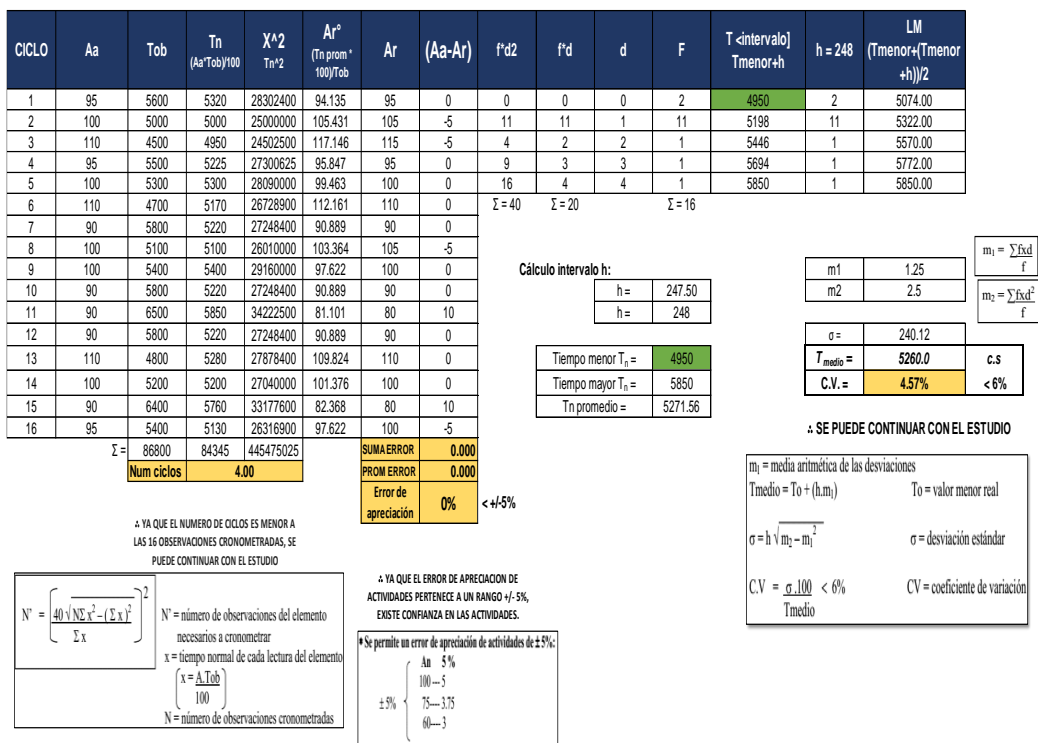 CICLO Aa Tob Tn (Aa*Tob)/100 X^2 Tn^2 Ar° (Tn prom * 100)/Tob Ar (Aa-Ar) f*d2 f*d d F T <intervalo] Tmenor+h h = 248 LM (Tmenor+(Tmenor +h))/2
1 95 5600 5320 28302400 94.135 95 0 0 0 0 2 4950 2 5074.00
2 100 5000 5000 25000000 105.431 105 -5 11 11 1 11 5198 11 5322.00
3 110 4500 4950 24502500 117.146 115 -5 4 2 2 1 5446 1 5570.00
4 95 5500 5225 27300625 95.847 95 0 9 3 3 1 5694 1 5772.00
5 100 5300 5300 28090000 99.463 100 0 16 4 4 1 5850 1 5850.00
6 110 4700 5170 26728900 112.161 110 0 Σ = 40 Σ = 20 Σ = 16
7 90 5800 5220 27248400 90.889 90 0
8 100 5100 5100 26010000 103.364 105 -5
9 100 5400 5400 29160000 97.622 100 0
10 90 5800 5220 27248400 90.889 90 0
11 90 6500 5850 34222500 81.101 80 10
12 90 5800 5220 27248400 90.889 90 0
13 110 4800 5280 27878400 109.824 110 0
14 100 5200 5200 27040000 101.376 100 0
15 90 6400 5760 33177600 82.368 80 10
16 95 5400 5130 26316900 97.622 100 -5
Σ = 86800 84345 445475025 SUMA ERROR 0.000
Num ciclos 4.00 PROM ERROR 0.000
Error de apreciación 0% < +/-5%
Cálculo intervalo h:
h = 247.50
h = 248
Tiempo menor Tn = 4950
Tiempo mayor Tn = 5850
Tn promedio = 5271.56
m1 1.25
m2 2.5
m₁ = ∑fxd
f
m₂ = ∑fxd²
f
σ = 240.12
Tmedio = 5260.0 c.s
C.V. = 4.57% < 6%
∴ SE PUEDE CONTINUAR CON EL ESTUDIO
m₁ = media aritmética de las desviaciones
Tmedio = To + (h.m₁) To = valor menor real
σ = h √ m₂ – m₁² σ = desviación estándar
C.V = σ .100 < 6% CV = coeficiente de variación
Tmedio
∴ YA QUE EL NUMERO DE CICLOS ES MENOR A
LAS 16 OBSERVACIONES CRONOMETRADAS, SE
PUEDE CONTINUAR CON EL ESTUDIO
N' = (40 √ NΣ x² – ( Σ x )²)²
Σ x
N' = número de observaciones del elemento
necesarios a cronometrar
x = tiempo normal de cada lectura del elemento
(x = A.Tob)
100
N = número de observaciones cronometradas
∴ YA QUE EL ERROR DE APRECIACION DE
ACTIVIDADES PERTENECE A UN RANGO +/- 5%,
EXISTE CONFIANZA EN LAS ACTIVIDADES.
* Se permite un error de apreciación de actividades de ± 5%:
An 5 %
100 --- 5
± 5% 75---- 3.75
60---- 3